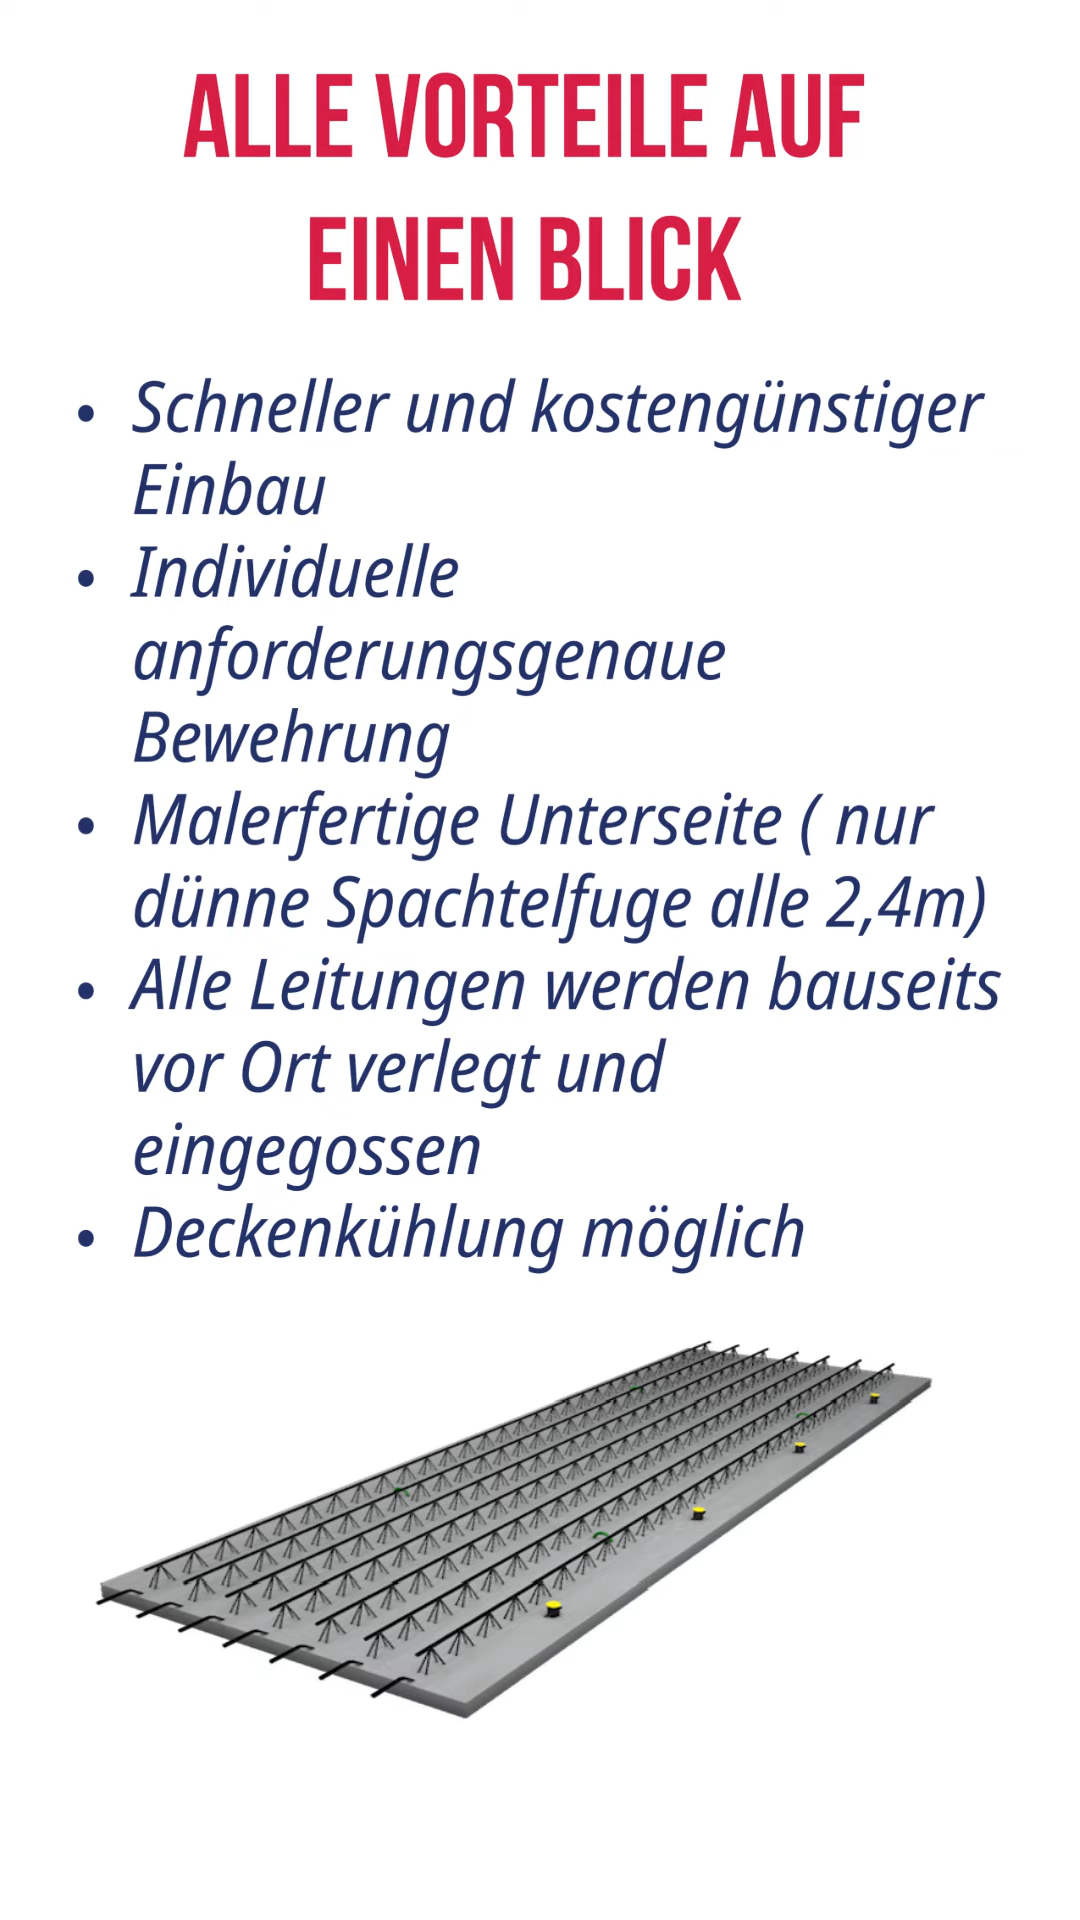 ALLE VORTEILE AUF
EINEN BLICK
• Schneller und kostengünstiger
Einbau
• Individuelle
anforderungsgenaue
Bewehrung
• Malerfertige Unterseite ( nur
dünne Spachtelfuge alle 2,4m)
• Alle Leitungen werden bauseits
vor Ort verlegt und
eingegossen
• Deckenkühlung möglich